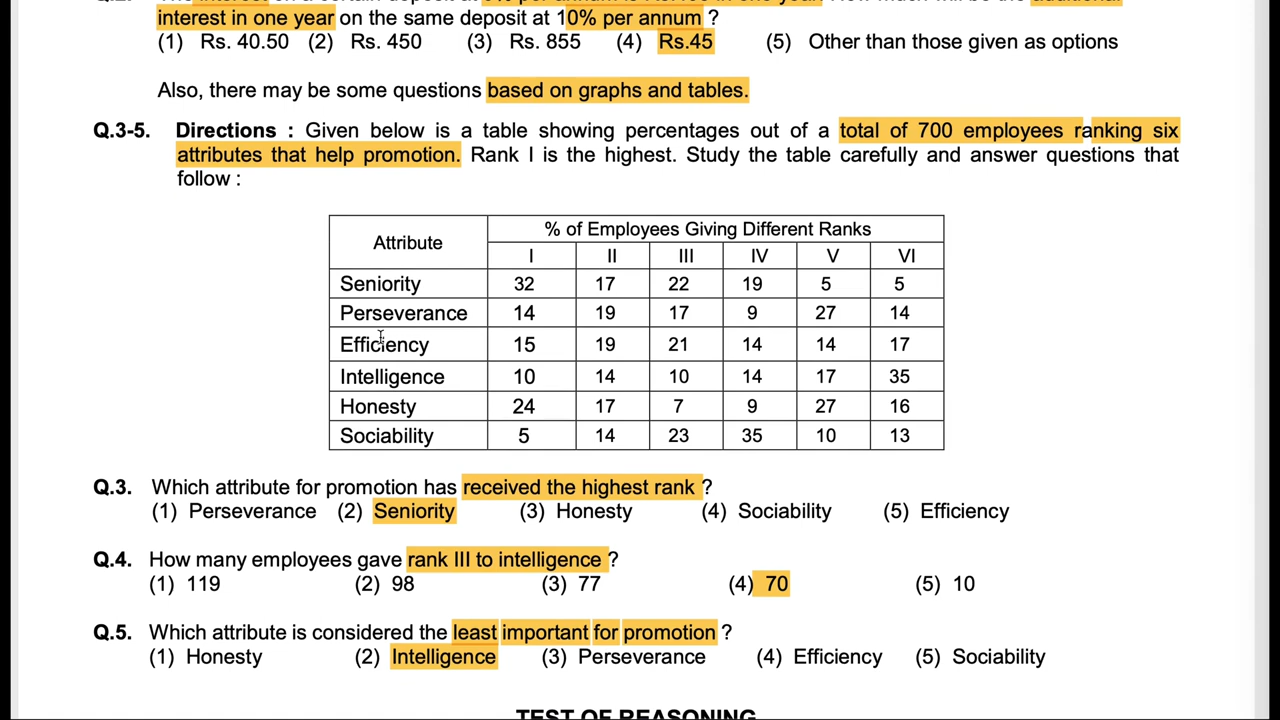 interest in one year on the same deposit at 10% per annum ?
(1) Rs. 40.50 (2) Rs. 450 (3) Rs. 855 (4) Rs.45 (5) Other than those given as options
Also, there may be some questions based on graphs and tables.
Q.3-5. Directions : Given below is a table showing percentages out of a total of 700 employees ranking six
attributes that help promotion. Rank I is the highest. Study the table carefully and answer questions that
follow :
Attribute % of Employees Giving Different Ranks
I II III IV V VI
Seniority 32 17 22 19 5 5
Perseverance 14 19 17 9 27 14
Efficiency 15 19 21 14 14 17
Intelligence 10 14 10 14 17 35
Honesty 24 17 7 9 27 16
Sociability 5 14 23 35 10 13
Q.3. Which attribute for promotion has received the highest rank ?
(1) Perseverance (2) Seniority (3) Honesty (4) Sociability (5) Efficiency
Q.4. How many employees gave rank III to intelligence ?
(1) 119 (2) 98 (3) 77 (4) 70 (5) 10
Q.5. Which attribute is considered the least important for promotion ?
(1) Honesty (2) Intelligence (3) Perseverance (4) Efficiency (5) Sociability
TEST OF REASONING